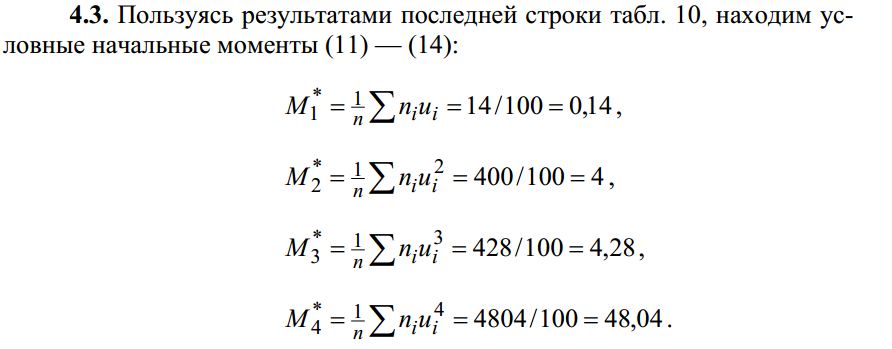 4.3. Пользуясь результатами последней строки табл. 10, находим ус-
ловные начальные моменты (11) — (14):
$M_1^* = \frac{1}{n} \sum n_i u_i = 14/100 = 0,14$,
$M_2^* = \frac{1}{n} \sum n_i u_i^2 = 400/100 = 4$,
$M_3^* = \frac{1}{n} \sum n_i u_i^3 = 428/100 = 4,28$,
$M_4^* = \frac{1}{n} \sum n_i u_i^4 = 4804/100 = 48,04$.